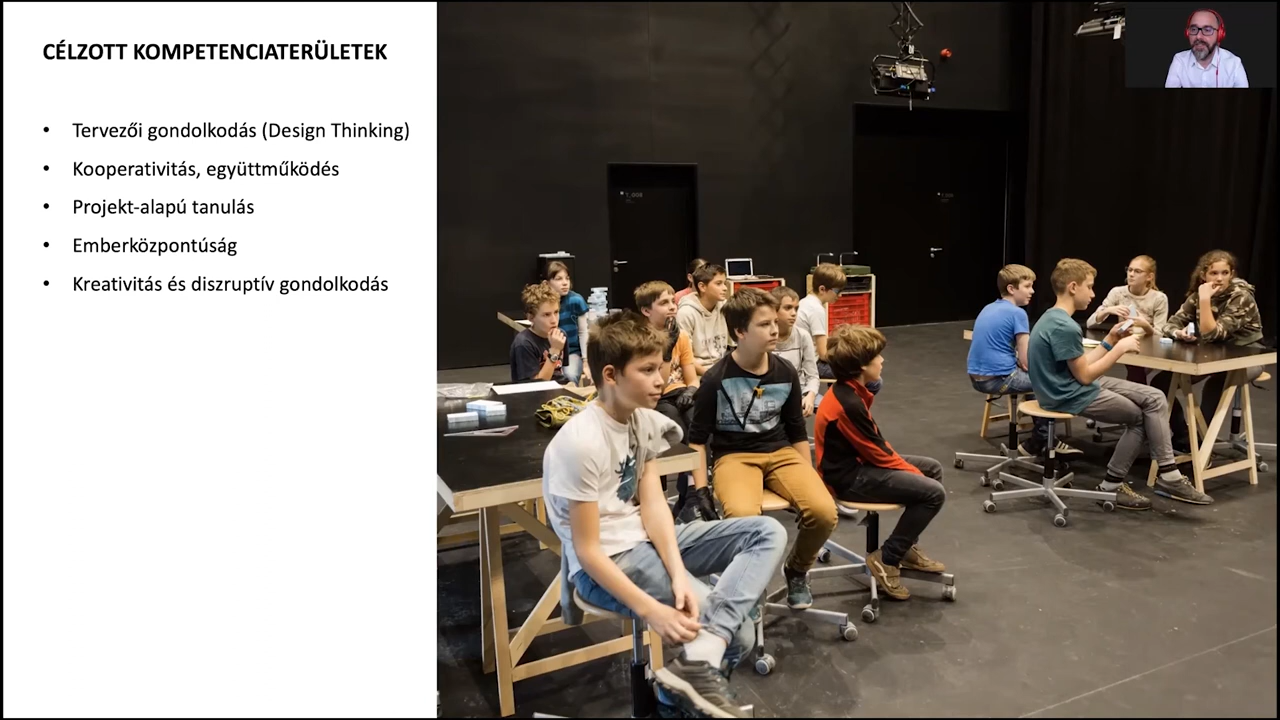 CÉLZOTT KOMPETENCIATERÜLETEK
• Tervezői gondolkodás (Design Thinking)
• Kooperativitás, együttműködés
• Projekt-alapú tanulás
• Emberközpontúság
• Kreativitás és diszruptív gondolkodás